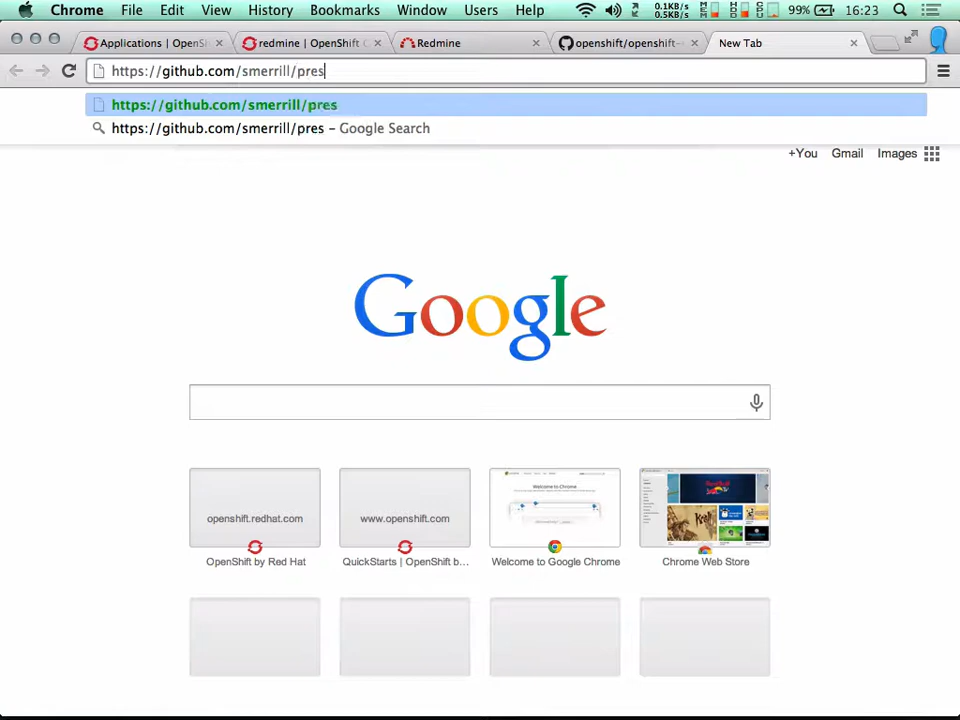 Chrome File Edit View History Bookmarks Window Users Help 0.1KB/s 0.5KB/s 99% 16:23
Applications | OpenSi redmine | OpenShift Redmine openshift/openshift- New Tab
https://github.com/smerrill/pres
https://github.com/smerrill/pres
https://github.com/smerrill/pres – Google Search
+You Gmail Images
Google
openshift.redhat.com www.openshift.com
OpenShift by Red Hat QuickStarts | OpenShift b... Welcome to Google Chrome Chrome Web Store